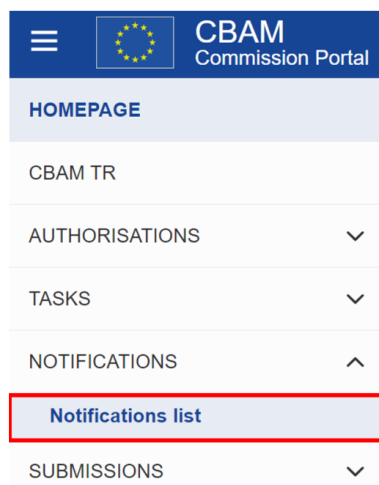 CBAM
Commission Portal
HOMEPAGE
CBAM TR
AUTHORISATIONS
TASKS
NOTIFICATIONS
Notifications list
SUBMISSIONS